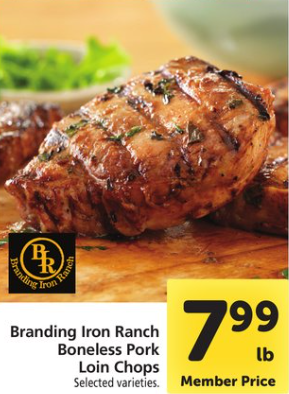 BR
Branding Iron Ranch
Branding Iron Ranch
Boneless Pork
Loin Chops
Selected varieties.
7.99
lb
Member Price